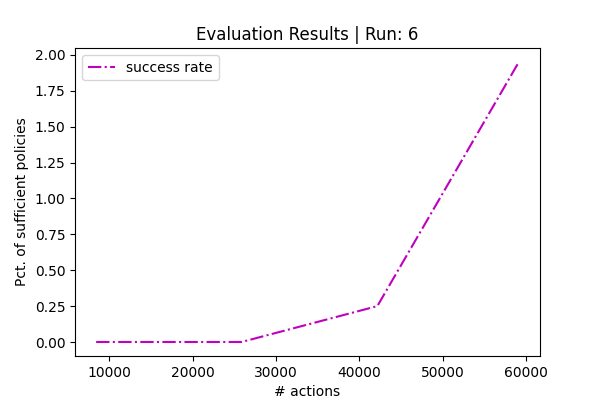 Evaluation Results | Run: 6
success rate
Pct. of sufficient policies
2.00
1.75
1.50
1.25
1.00
0.75
0.50
0.25
0.00
10000 20000 30000 40000 50000 60000
# actions